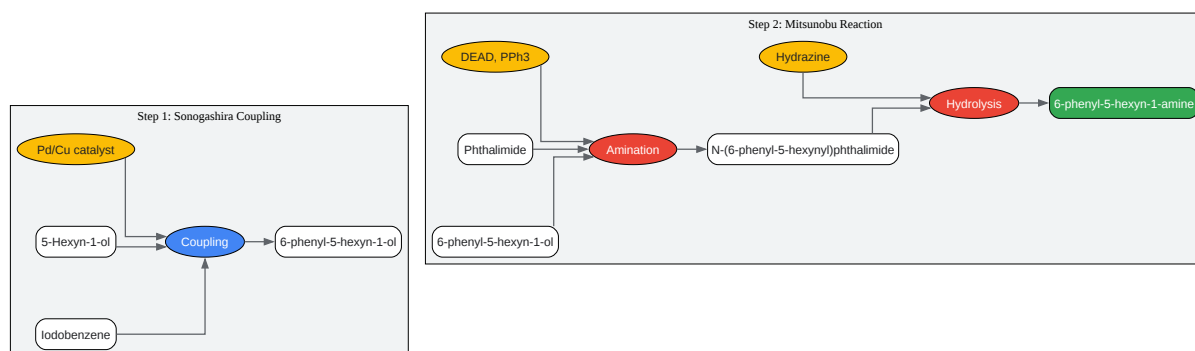 Step 1: Sonogashira Coupling
Pd/Cu catalyst
5-Hexyn-1-ol
Coupling
6-phenyl-5-hexyn-1-ol
Iodobenzene
Step 2: Mitsunobu Reaction
DEAD, PPh3
Hydrazine
Hydrolysis
6-phenyl-5-hexyn-1-amine
Phthalimide
Amination
N-(6-phenyl-5-hexynyl)phthalimide
6-phenyl-5-hexyn-1-ol